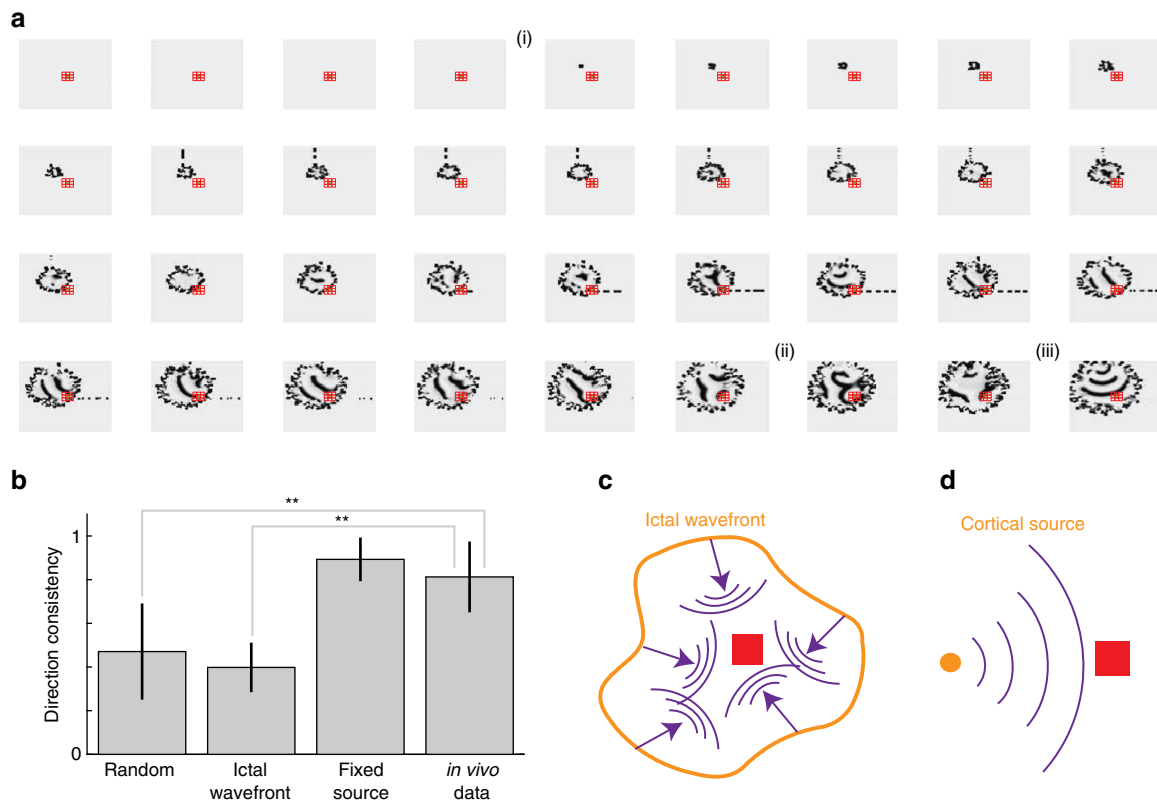 a
(i)
(ii)
(iii)
b
**
**
1
Direction consistency
0
Random
Ictal wavefront
Fixed source
in vivo data
c
Ictal wavefront
d
Cortical source